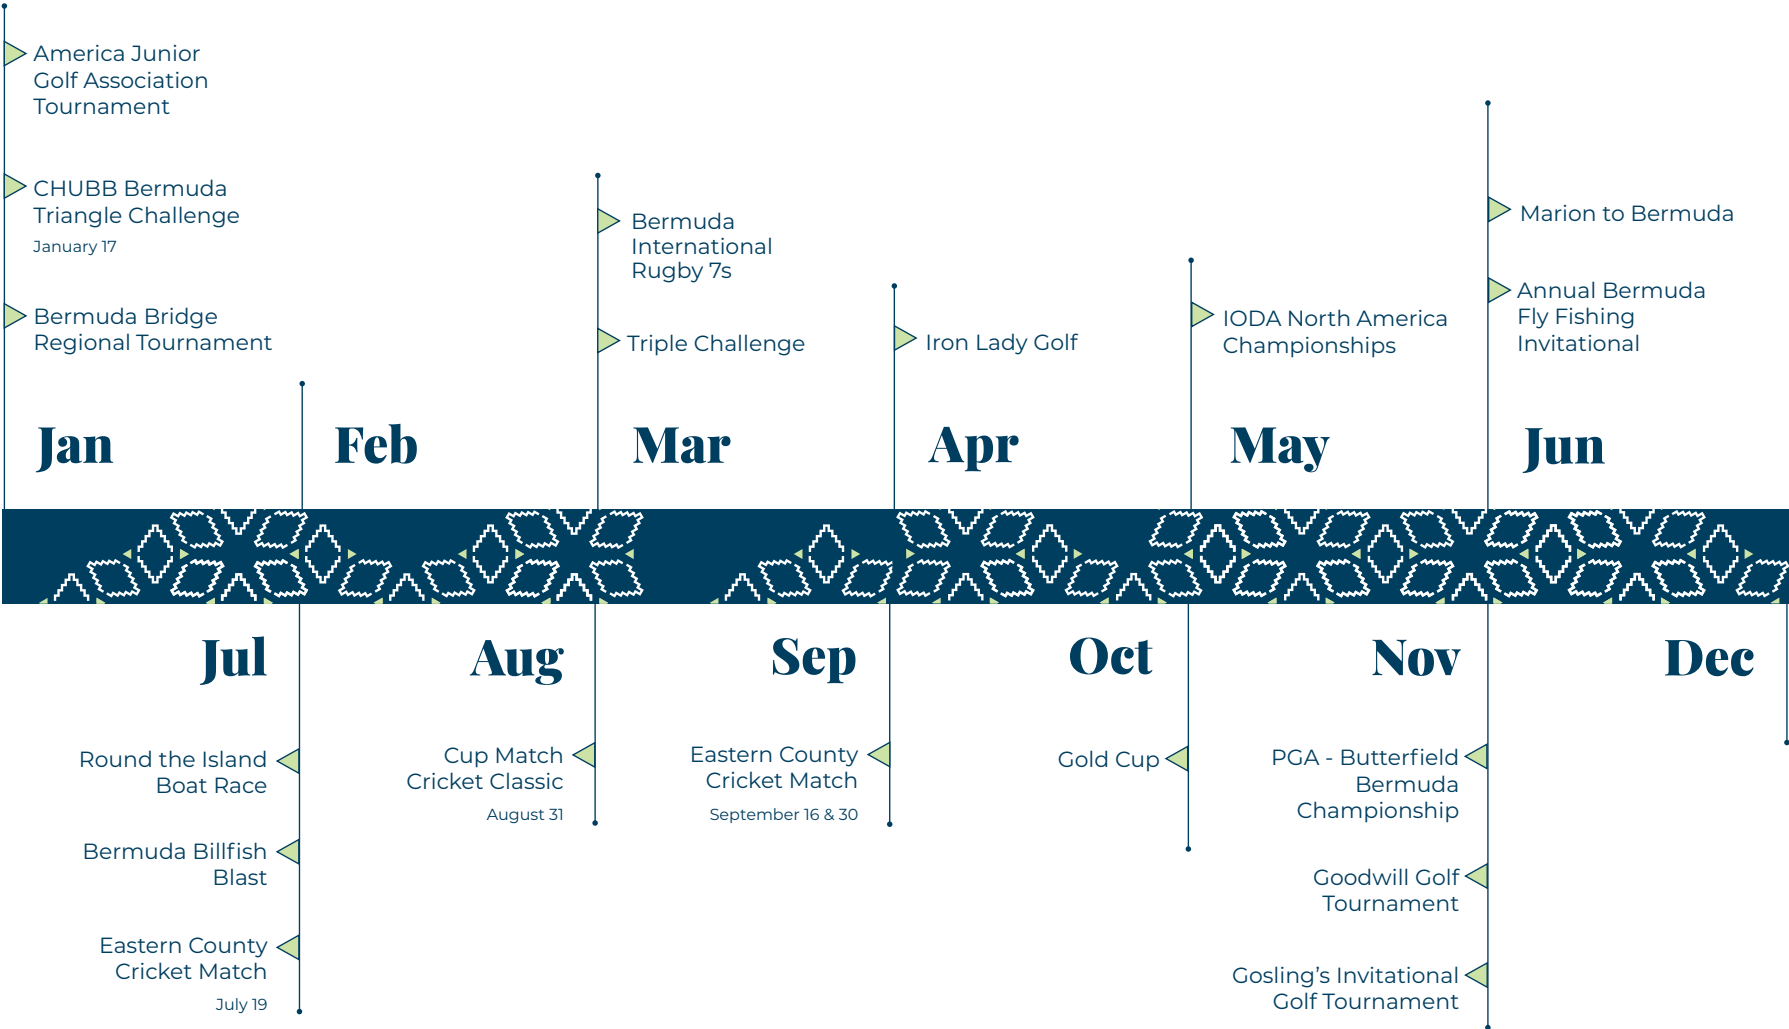 America Junior
Golf Association
Tournament
CHUBB Bermuda
Triangle Challenge
January 17
Bermuda Bridge
Regional Tournament
Jan
Feb
Bermuda
International
Rugby 7s
Triple Challenge
Mar
Iron Lady Golf
Apr
IODA North America
Championships
May
Marion to Bermuda
Annual Bermuda
Fly Fishing
Invitational
Jun
Jul
Round the Island
Boat Race
Bermuda Billfish
Blast
Eastern County
Cricket Match
July 19
Aug
Cup Match
Cricket Classic
August 31
Sep
Eastern County
Cricket Match
September 16 & 30
Oct
Gold Cup
Nov
PGA - Butterfield
Bermuda
Championship
Goodwill Golf
Tournament
Gosling’s Invitational
Golf Tournament
Dec